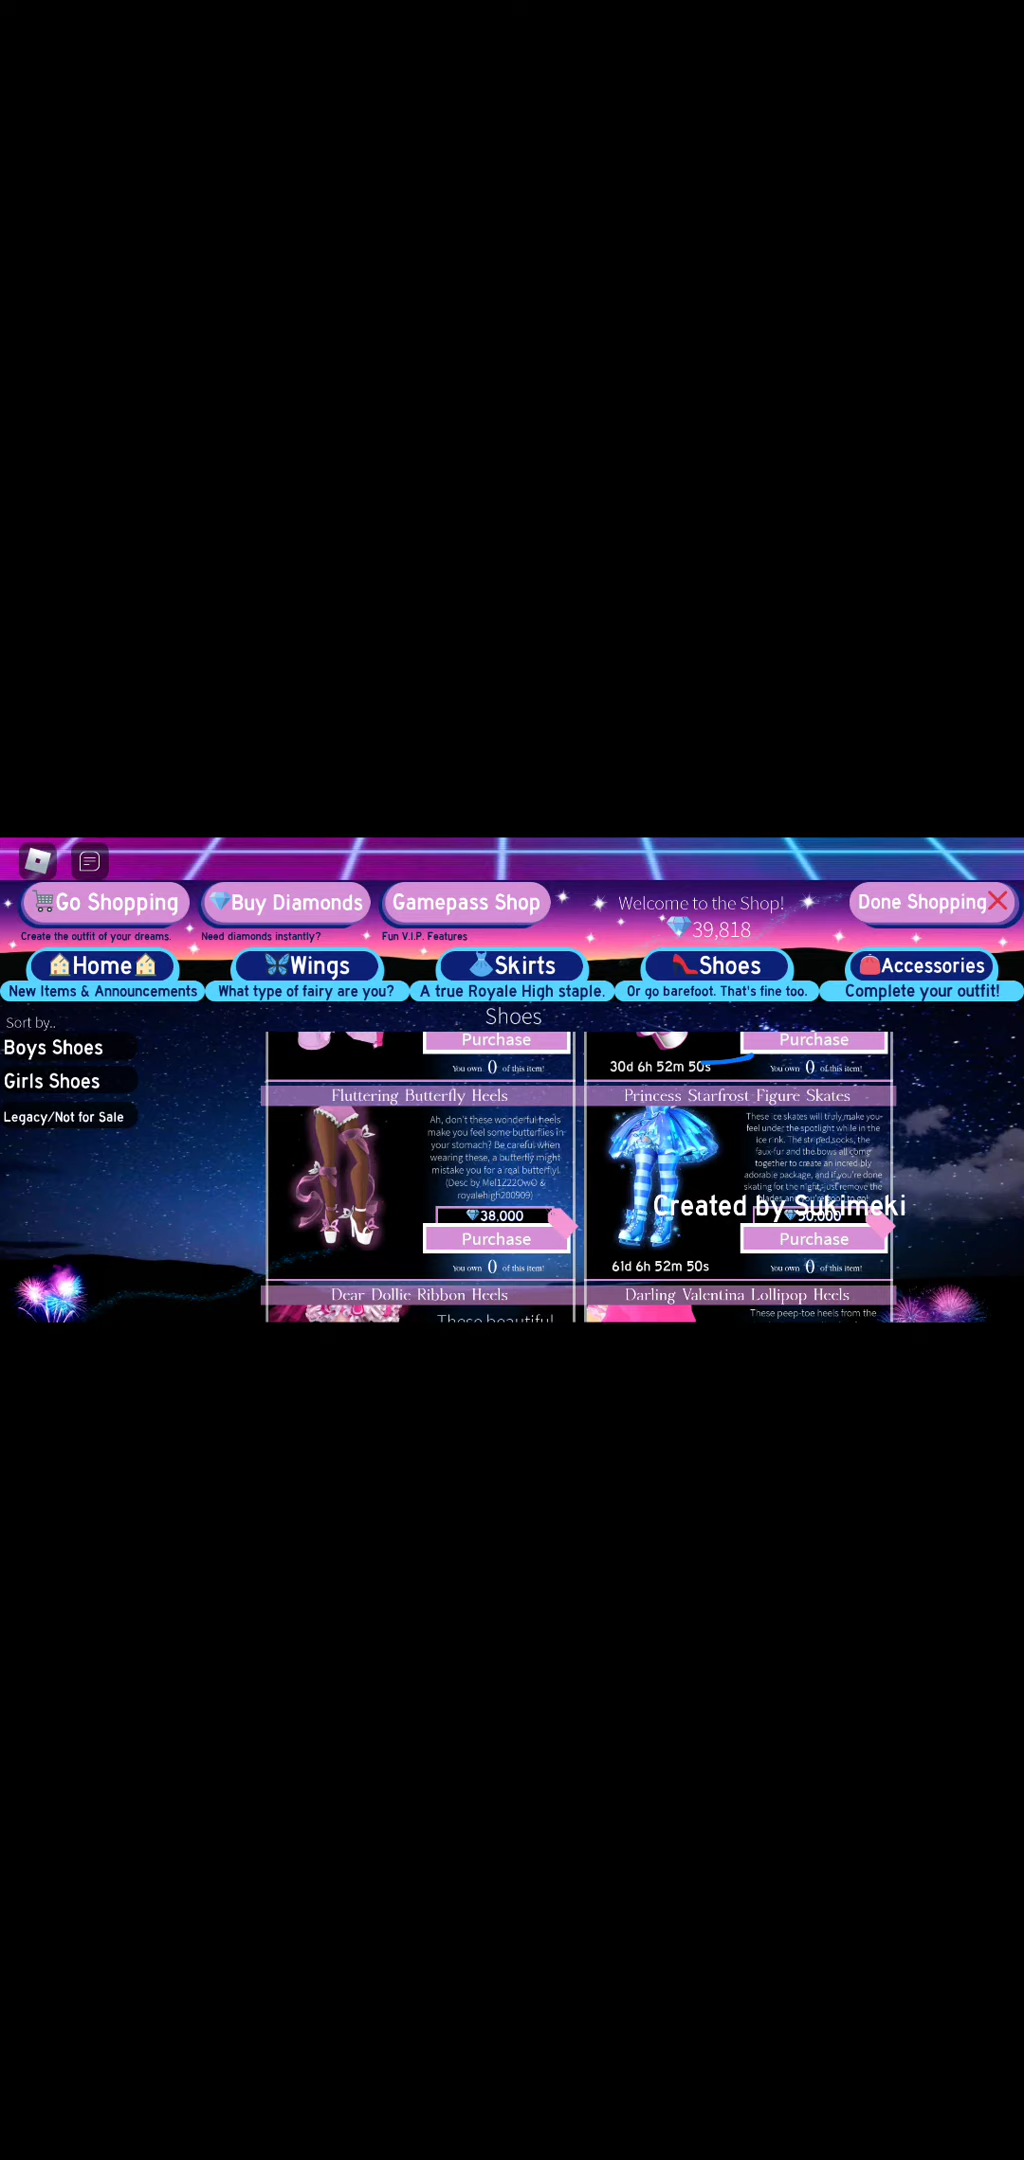 Go Shopping
Buy Diamonds
Gamepass Shop
Welcome to the Shop!
39,818
Done Shopping
Create the outfit of your dreams.
Need diamonds instantly?
Fun V.I.P. Features
Home
Wings
Skirts
Shoes
Accessories
New Items & Announcements
What type of fairy are you?
A true Royale High staple.
Or go barefoot. That's fine too.
Complete your outfit!
Shoes
Sort by..
Boys Shoes
Girls Shoes
Legacy/Not for Sale
Purchase
You own 0 of this item!
30d 6h 52m 50s
Purchase
You own 0 of this item!
Fluttering Butterfly Heels
Ah, don't these wonderful heels
make you feel some butterflies in
your stomach? Be careful when
wearing these, a butterfly might
mistake you for a real butterfly!
(Desc by Mel1Z22OwO &
royalehigh200909)
38,000
Purchase
You own 0 of this item!
Princess Starfrost Figure Skates
These ice skates will truly make you
feel under the spotlight while in the
ice rink. The striped socks, the
faux-fur and the bows all come
together to create an incredibly
adorable package, and if you're done
skating for the night, just remove the
Created by Sukimeki
50,000
Purchase
61d 6h 52m 50s
You own 0 of this item!
Dear Dollie Ribbon Heels
These beautiful
Darling Valentina Lollipop Heels
These peep-toe heels from the